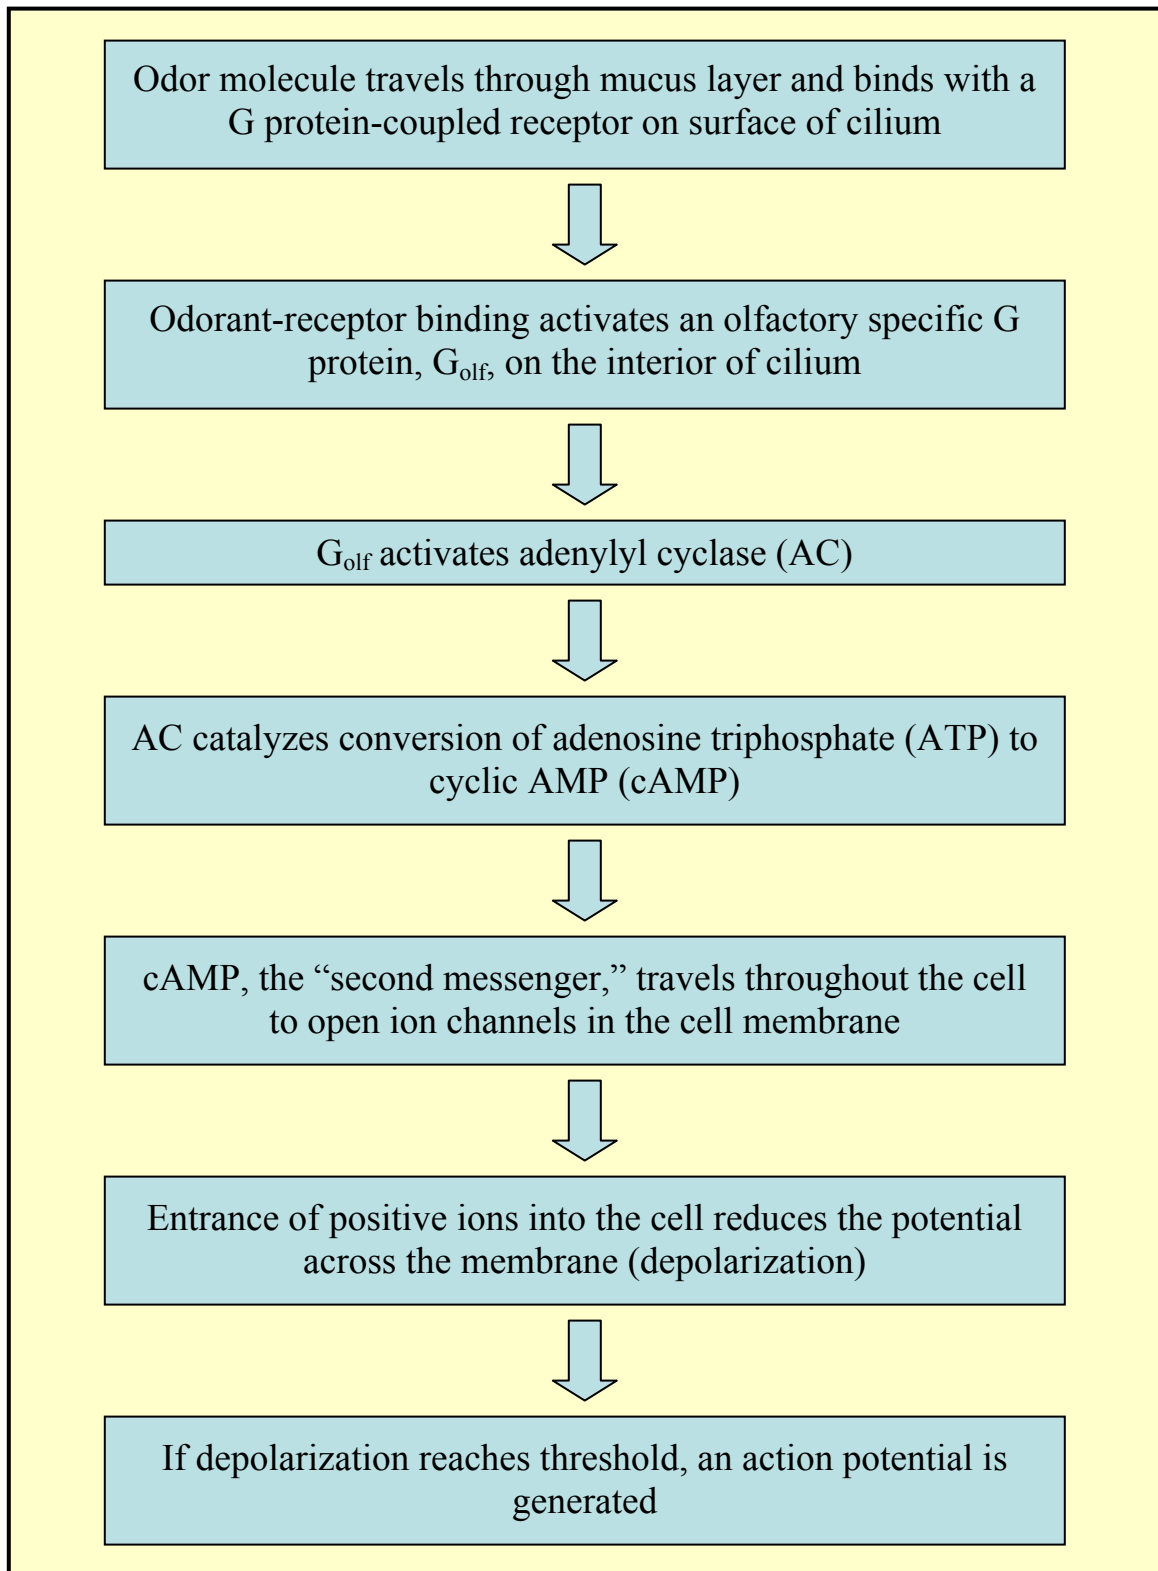 Odor molecule travels through mucus layer and binds with a
G protein-coupled receptor on surface of cilium
Odorant-receptor binding activates an olfactory specific G
protein, Golf, on the interior of cilium
Golf activates adenylyl cyclase (AC)
AC catalyzes conversion of adenosine triphosphate (ATP) to
cyclic AMP (cAMP)
cAMP, the “second messenger,” travels throughout the cell
to open ion channels in the cell membrane
Entrance of positive ions into the cell reduces the potential
across the membrane (depolarization)
If depolarization reaches threshold, an action potential is
generated